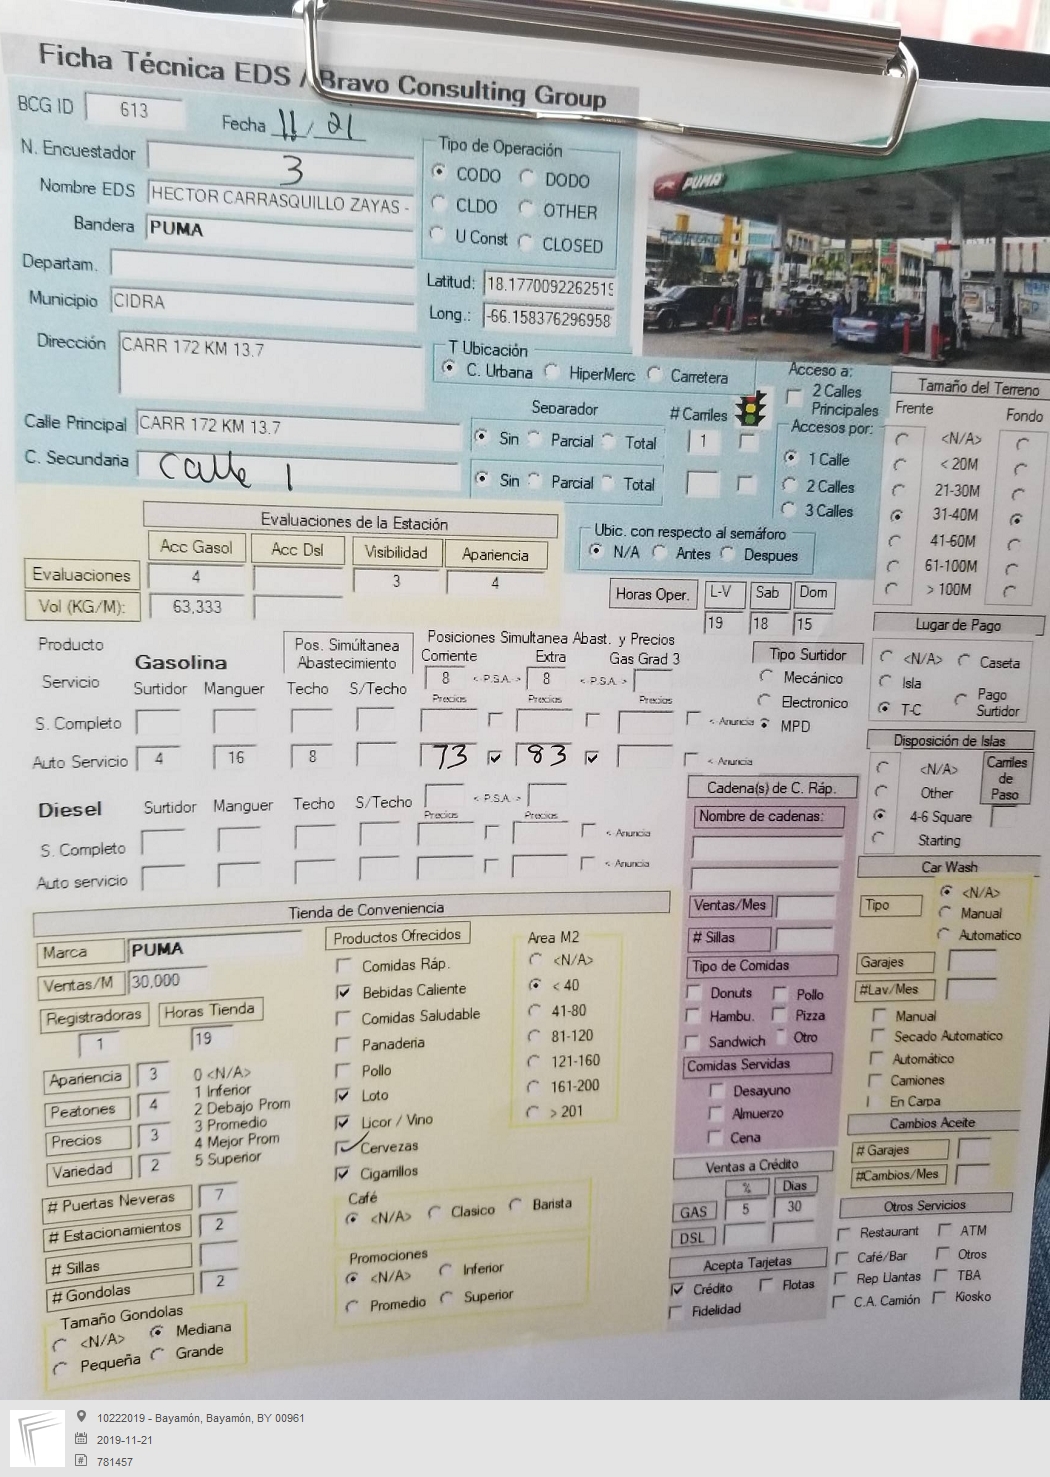 Ficha Técnica EDS / Bravo Consulting Group
BCG ID 613
Fecha 11/21
N. Encuestador 3
Nombre EDS HECTOR CARRASQUILLO ZAYAS -
Bandera PUMA
Departam.
Municipio CIDRA
Dirección CARR 172 KM 13.7
Calle Principal CARR 172 KM 13.7
C. Secundaria Calle 1
Tipo de Operación
CODO DODO
CLDO OTHER
U Const CLOSED
Latitud: 18.1770092262519
Long.: -66.158376296958
PUMA
T Ubicación
C. Urbana HiperMerc Carretera
Separador # Carriles
Sin Parcial Total 1
Sin Parcial Total
Acceso a:
2 Calles
Principales
Accesos por:
1 Calle
2 Calles
3 Calles
Ubic. con respecto al semáforo
N/A Antes Despues
Tamaño del Terreno
Frente Fondo
<N/A>
< 20M
21-30M
31-40M
41-60M
61-100M
> 100M
Evaluaciones de la Estación
Acc Gasol Acc Dsl Visibilidad Apariencia
Evaluaciones 4 3 4
Vol (KG/M): 63,333
Horas Oper. L-V Sab Dom
19 18 15
Lugar de Pago
<N/A> Caseta
Isla
T-C Pago
Surtidor
Producto
Gasolina
Pos. Simúltanea
Abastecimiento
Posiciones Simultanea Abast. y Precios
Corriente Extra Gas Grad 3
8 <-P.S.A.-> 8 <-P.S.A.->
Servicio Surtidor Manguer Techo S/Techo Precios Precios Precios
S. Completo <- Anuncia
Auto Servicio 4 16 8 73 83 <- Anuncia
Tipo Surtidor
Mecánico
Electronico
MPD
Disposición de Islas
<N/A>
Other
4-6 Square
Starting
Carriles
de
Paso
Diesel Surtidor Manguer Techo S/Techo <-P.S.A.->
Precios Precios
S. Completo <- Anuncia
Auto servicio <- Anuncia
Cadena(s) de C. Ráp.
Nombre de cadenas:
Ventas/Mes
# Sillas
Tipo de Comidas
Donuts Pollo
Hambu. Pizza
Sandwich Otro
Comidas Servidas
Desayuno
Almuerzo
Cena
Car Wash
Tipo <N/A>
Manual
Automatico
Garajes
#Lav/Mes
Manual
Secado Automatico
Automático
Camiones
En Carpa
Cambios Aceite
# Garajes
#Cambios/Mes
Tienda de Conveniencia
Marca PUMA
Ventas/M 30,000
Registradoras Horas Tienda
1 19
Apariencia 3
Peatones 4
Precios 3
Variedad 2
0 <N/A>
1 Inferior
2 Debajo Prom
3 Promedio
4 Mejor Prom
5 Superior
# Puertas Neveras 7
# Estacionamientos 2
# Sillas
# Gondolas 2
Tamaño Gondolas
<N/A> Mediana
Pequeña Grande
Productos Ofrecidos
Comidas Ráp.
Bebidas Caliente
Comidas Saludable
Panaderia
Pollo
Loto
Licor / Vino
Cervezas
Cigarrillos
Area M2
<N/A>
< 40
41-80
81-120
121-160
161-200
> 201
Café
<N/A> Clasico Barista
Promociones
<N/A> Inferior
Promedio Superior
Ventas a Crédito
% Dias
GAS 5 30
DSL
Acepta Tarjetas
Crédito Flotas
Fidelidad
Otros Servicios
Restaurant ATM
Café/Bar Otros
Rep Llantas TBA
C.A. Camión Kiosko
10222019 - Bayamón, Bayamón, BY 00961
2019-11-21
781457